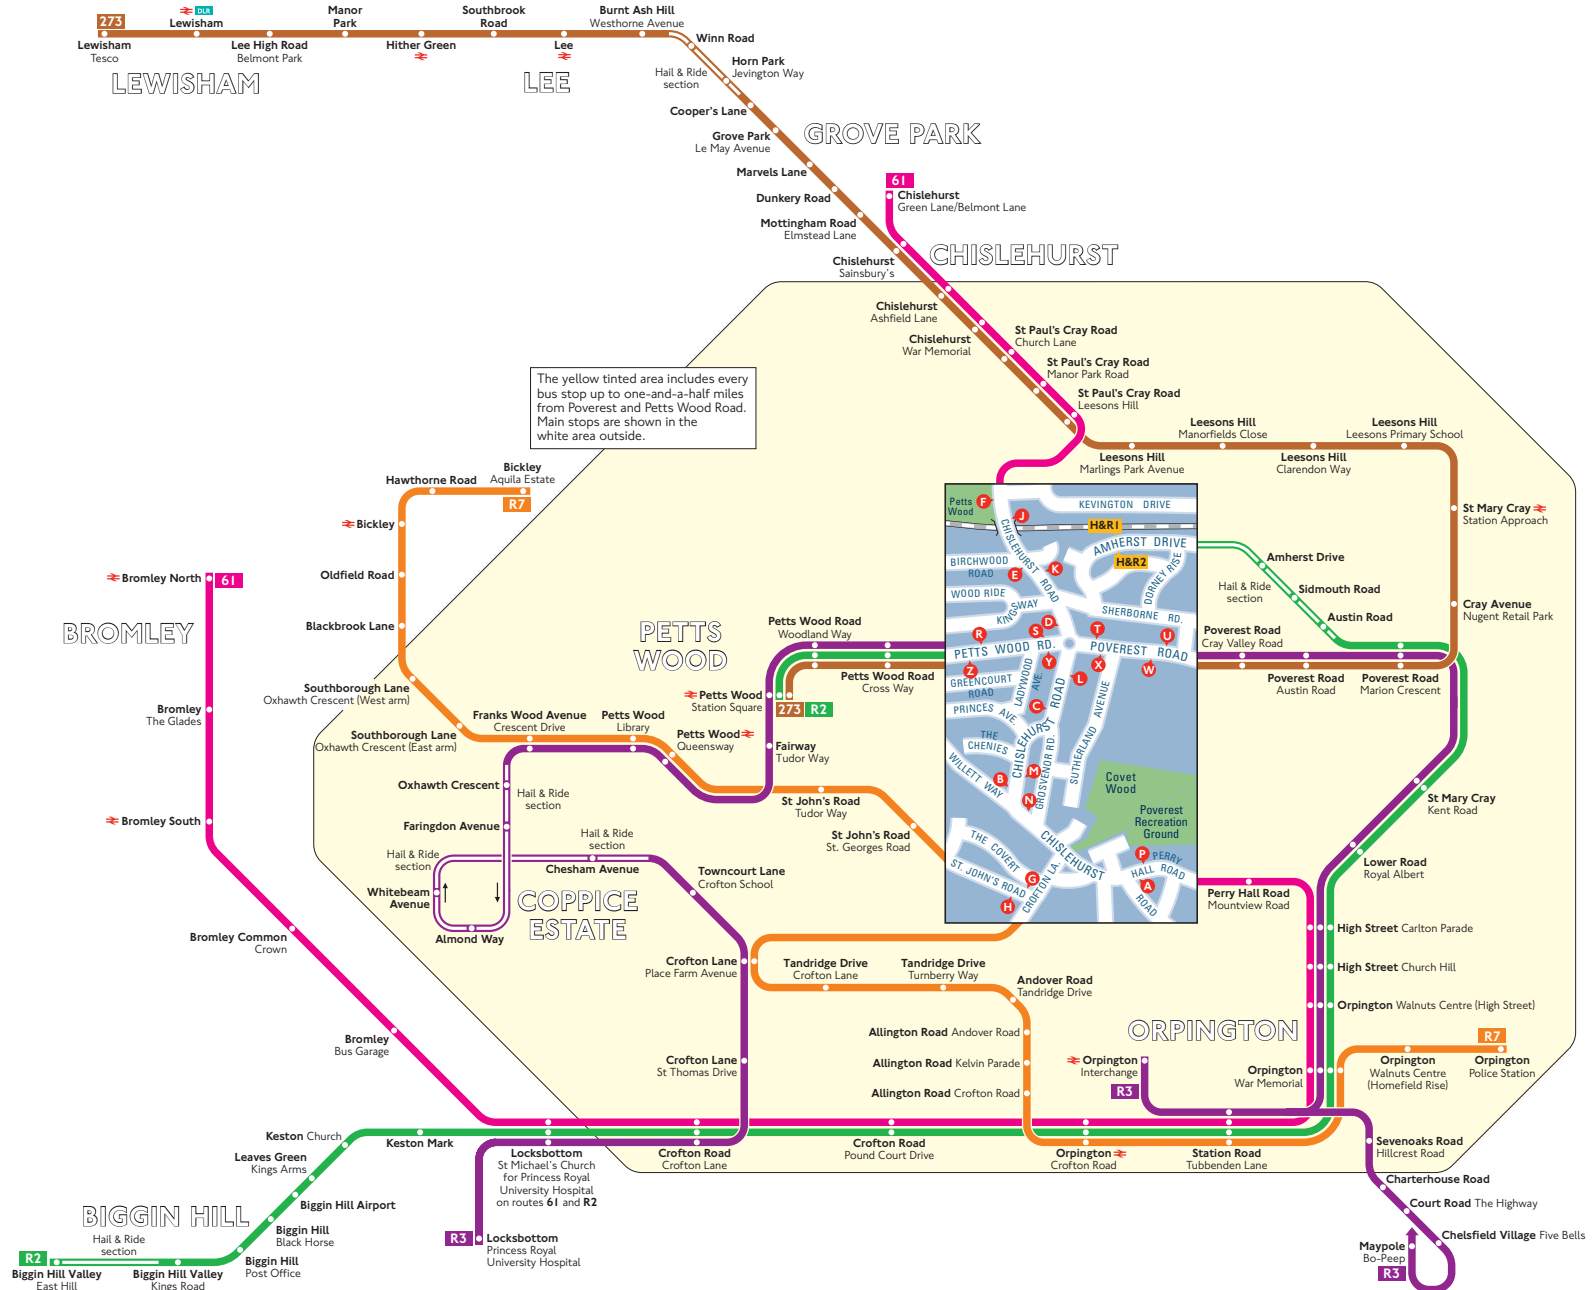 273
Lewisham
Tesco
DLR
Lewisham
Lee High Road
Belmont Park
Manor
Park
Hither Green
Southbrook
Road
Lee
Burnt Ash Hill
Westhorne Avenue
Winn Road
Horn Park
Jevington Way
Hail & Ride
section
Cooper's Lane
Grove Park
Le May Avenue
Marvels Lane
Dunkery Road
Mottingham Road
Elmstead Lane
Chislehurst
Sainsbury's
Chislehurst
Ashfield Lane
Chislehurst
War Memorial
LEWISHAM
LEE
GROVE PARK
61
Chislehurst
Green Lane/Belmont Lane
CHISLEHURST
St Paul's Cray Road
Church Lane
St Paul's Cray Road
Manor Park Road
St Paul's Cray Road
Leesons Hill
The yellow tinted area includes every
bus stop up to one-and-a-half miles
from Poverest and Petts Wood Road.
Main stops are shown in the
white area outside.
Leesons Hill
Marlings Park Avenue
Leesons Hill
Manorfields Close
Leesons Hill
Clarendon Way
Leesons Hill
Leesons Primary School
St Mary Cray
Station Approach
Cray Avenue
Nugent Retail Park
Hawthorne Road
Bickley
Aquila Estate
R7
Bickley
Oldfield Road
Blackbrook Lane
Southborough Lane
Oxhawth Crescent (West arm)
Southborough Lane
Oxhawth Crescent (East arm)
Franks Wood Avenue
Crescent Drive
Petts Wood
Library
Petts Wood
Queensway
Bromley North
61
BROMLEY
Bromley
The Glades
Bromley South
Bromley Common
Crown
Bromley
Bus Garage
PETTS
WOOD
Petts Wood Road
Woodland Way
Petts Wood Road
Cross Way
Petts Wood
Station Square
273
R2
Fairway
Tudor Way
St John's Road
Tudor Way
St John's Road
St. Georges Road
Oxhawth Crescent
Hail & Ride
section
Faringdon Avenue
Hail & Ride
section
Hail & Ride
section
Chesham Avenue
Whitebeam
Avenue
Almond Way
COPPICE
ESTATE
Towncourt Lane
Crofton School
Crofton Lane
Place Farm Avenue
Crofton Lane
St Thomas Drive
Petts
Wood
F
J
KEVINGTON DRIVE
H&R1
CHISLEHURST ROAD
AMHERST DRIVE
H&R2
BIRCHWOOD
ROAD
E
K
DORNEY RISE
WOOD RIDE
KINGSWAY
SHERBORNE RD.
R
S
D
T
U
PETTS WOOD RD.
POVEREST ROAD
Z
Y
X
W
GREENCOURT
ROAD
LADYWOOD
AVE.
L
PRINCES AVE.
C
THE
CHENIES
CHISLEHURST ROAD
GROSVENOR RD.
SUTHERLAND AVENUE
WILLETT WAY
B
M
N
Covet
Wood
Poverest
Recreation
Ground
THE COVERT
CHISLEHURST
ROAD
P
PERRY
HALL ROAD
ST. JOHN'S ROAD
G
CROFTON LA.
A
H
Amherst Drive
Hail & Ride
section
Sidmouth Road
Austin Road
Poverest Road
Cray Valley Road
Poverest Road
Austin Road
Poverest Road
Marion Crescent
St Mary Cray
Kent Road
Lower Road
Royal Albert
Perry Hall Road
Mountview Road
High Street Carlton Parade
High Street Church Hill
Orpington Walnuts Centre (High Street)
ORPINGTON
Tandridge Drive
Crofton Lane
Tandridge Drive
Turnberry Way
Andover Road
Tandridge Drive
Allington Road Andover Road
Allington Road Kelvin Parade
Allington Road Crofton Road
Orpington
Interchange
R3
Orpington
War Memorial
R7
Orpington
Walnuts Centre
(Homefield Rise)
Orpington
Police Station
Keston Church
Keston Mark
Leaves Green
Kings Arms
Biggin Hill Airport
Biggin Hill
Black Horse
Biggin Hill
Post Office
BIGGIN HILL
Hail & Ride
section
R2
Biggin Hill Valley
East Hill
Biggin Hill Valley
Kings Road
Locksbottom
St Michael's Church
for Princess Royal
University Hospital
on routes 61 and R2
R3
Locksbottom
Princess Royal
University Hospital
Crofton Road
Crofton Lane
Crofton Road
Pound Court Drive
Orpington
Crofton Road
Station Road
Tubbenden Lane
Sevenoaks Road
Hillcrest Road
Charterhouse Road
Court Road The Highway
Chelsfield Village Five Bells
Maypole
Bo-Peep
R3